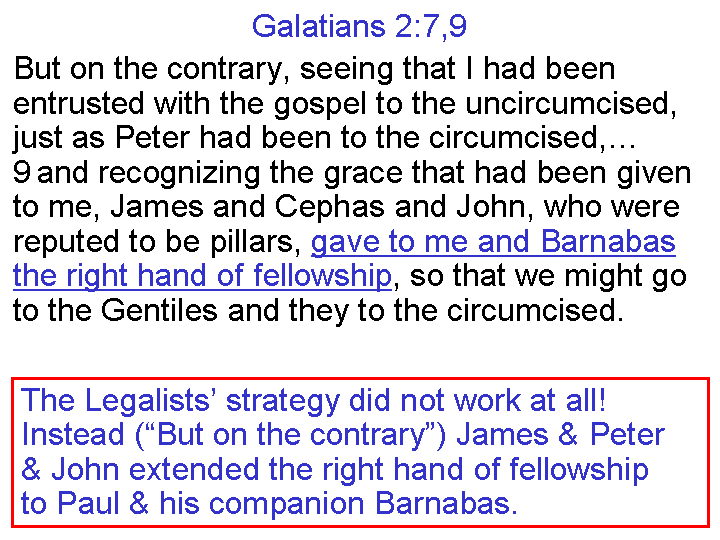 Galatians 2:7,9
But on the contrary, seeing that I had been
entrusted with the gospel to the uncircumcised,
just as Peter had been to the circumcised,…
9 and recognizing the grace that had been given
to me, James and Cephas and John, who were
reputed to be pillars, gave to me and Barnabas
the right hand of fellowship, so that we might go
to the Gentiles and they to the circumcised.
The Legalists’ strategy did not work at all!
Instead (“But on the contrary”) James & Peter
& John extended the right hand of fellowship
to Paul & his companion Barnabas.